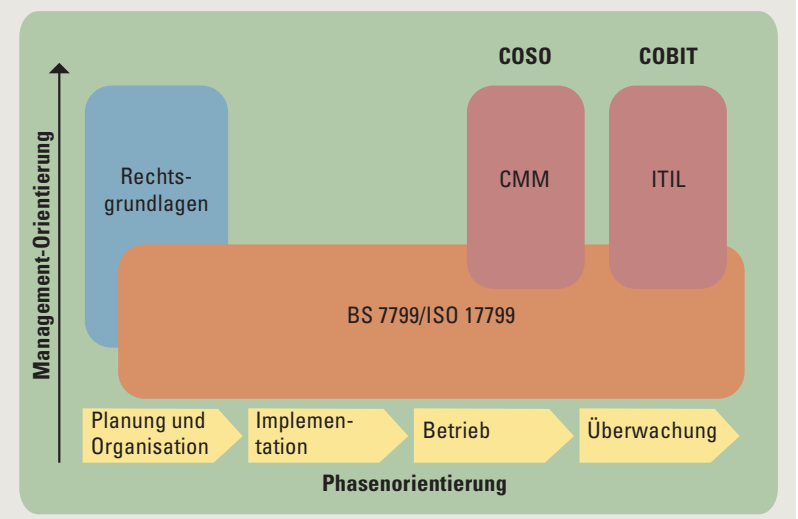 COSO
COBIT
Management-Orientierung
Rechts-
grundlagen
CMM
ITIL
BS 7799/ISO 17799
Planung und
Organisation
Implemen-
tation
Betrieb
Überwachung
Phasenorientierung